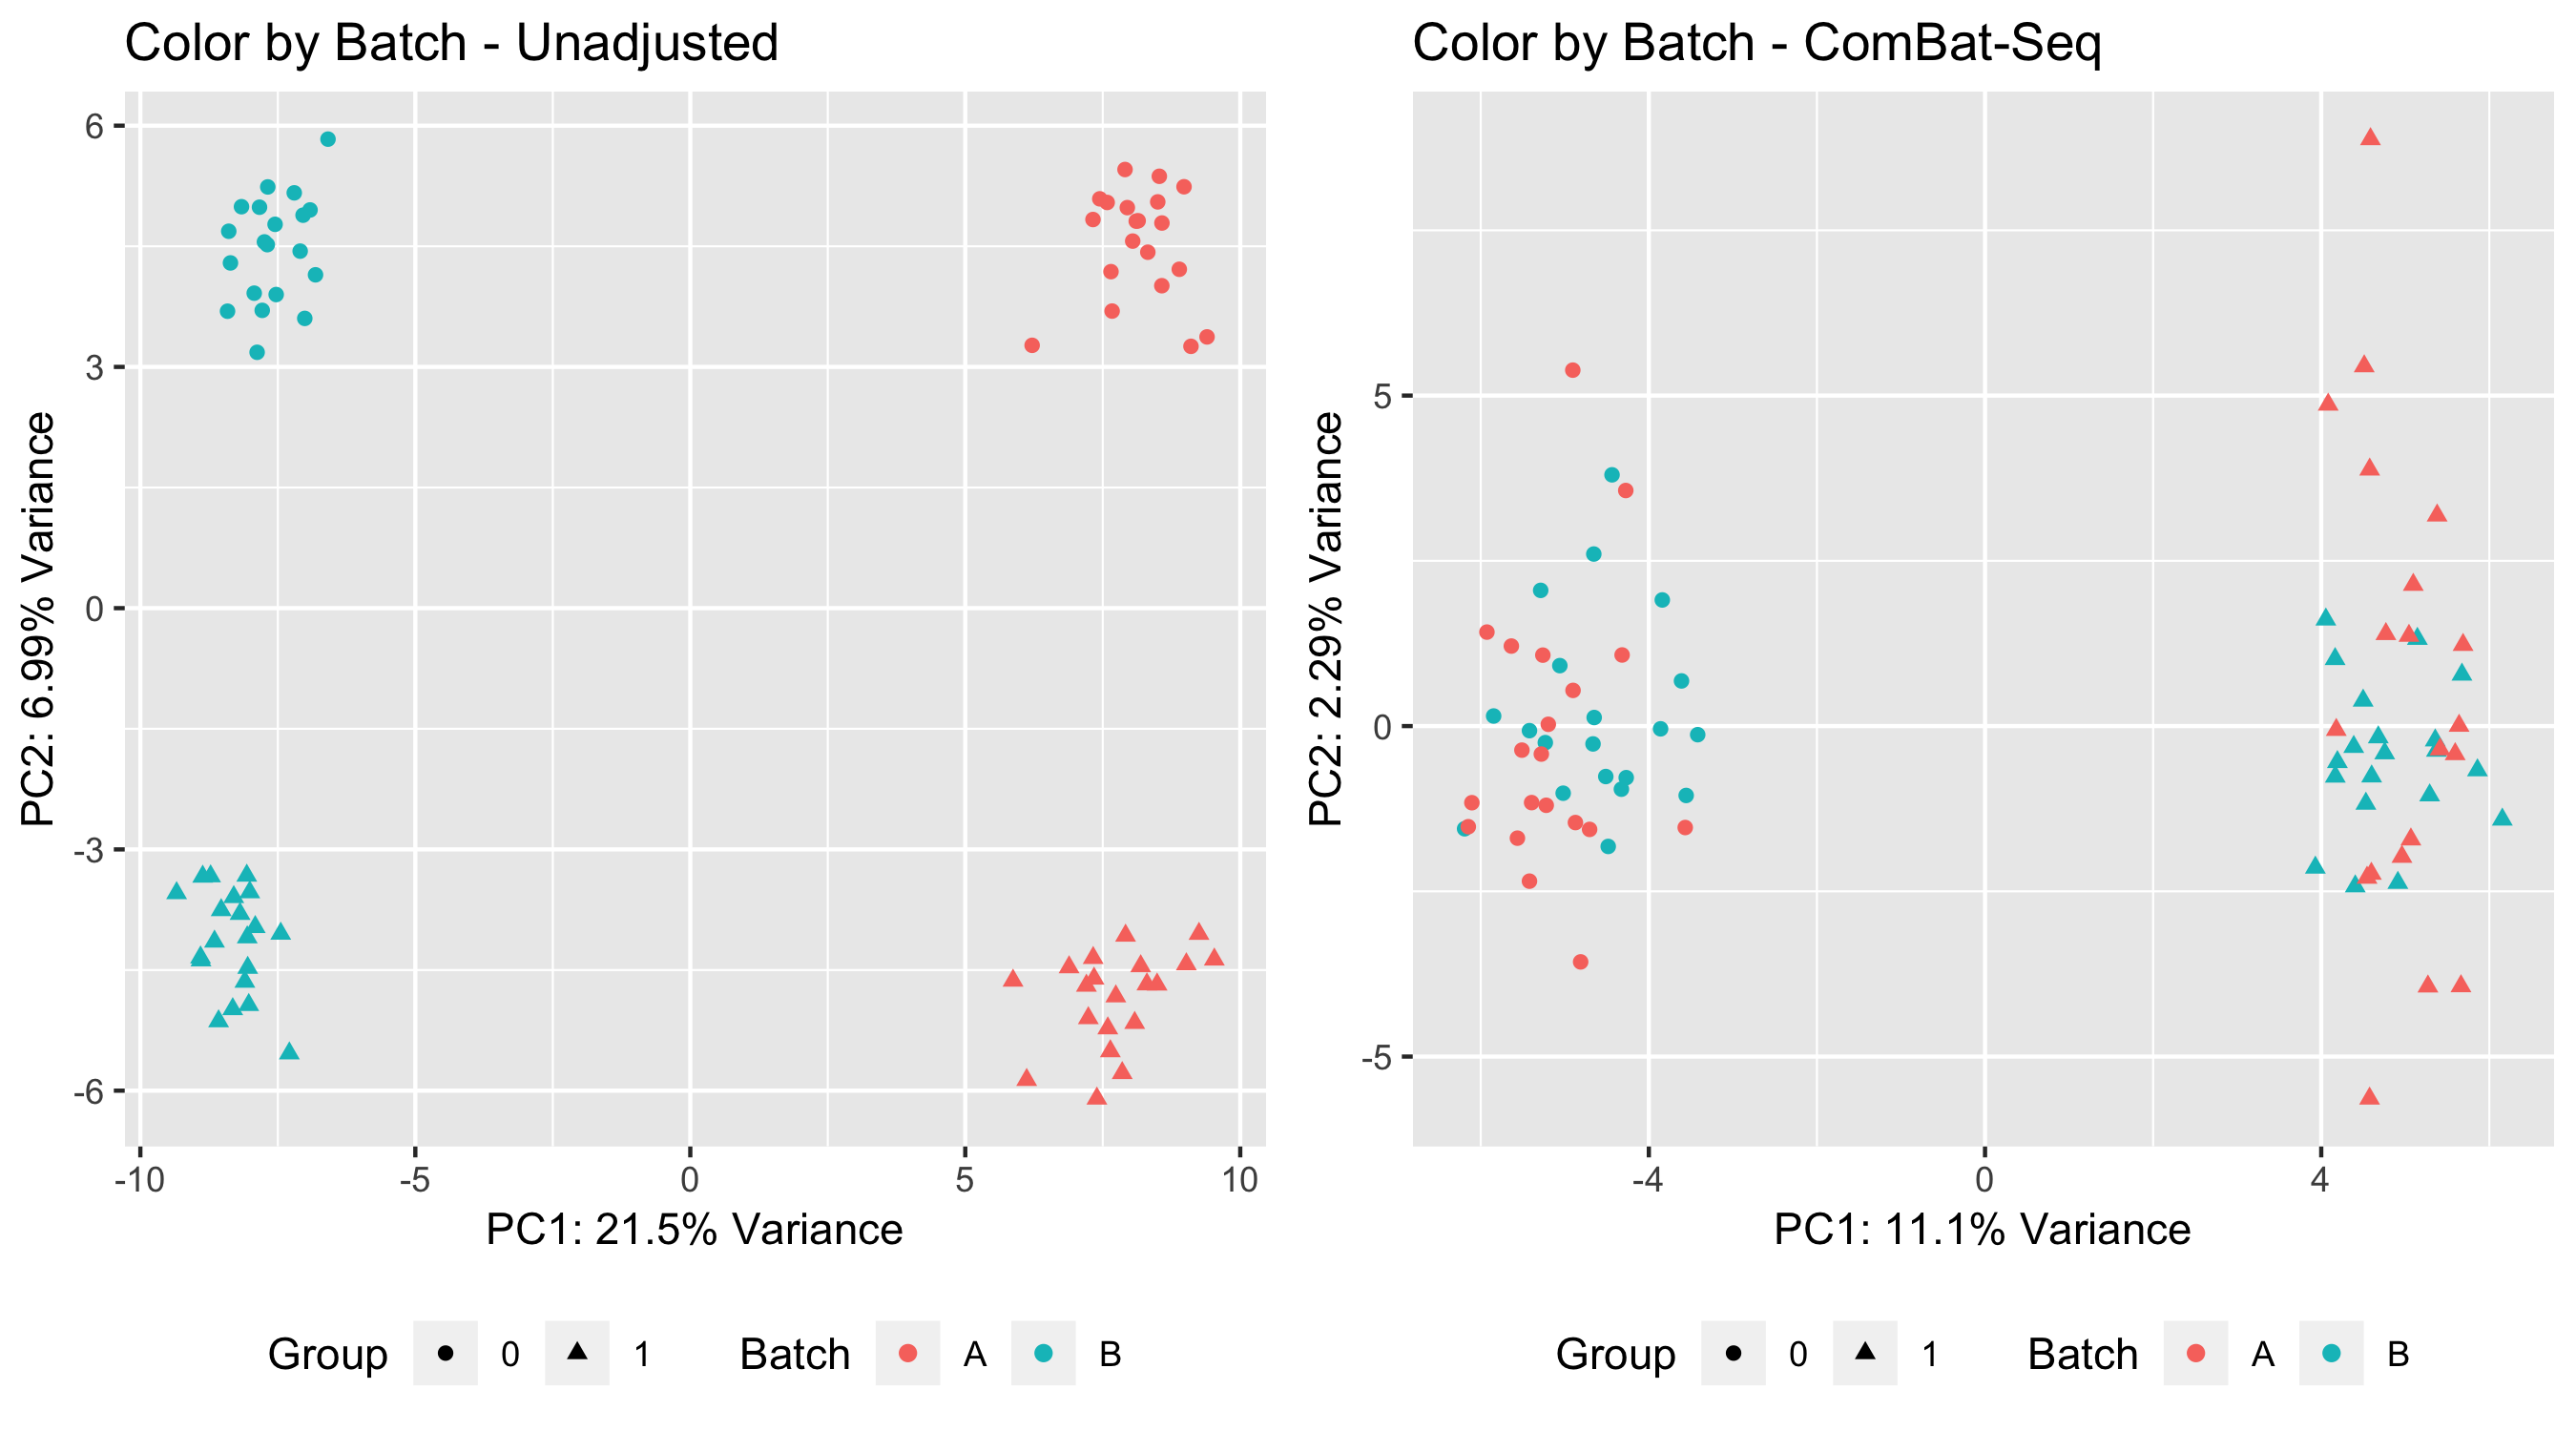 Color by Batch - Unadjusted
6
3
0
-3
-6
PC2: 6.99% Variance
-10 -5 0 5 10
PC1: 21.5% Variance
Group 0 1 Batch A B
Color by Batch - ComBat-Seq
5
0
-5
PC2: 2.29% Variance
-4 0 4
PC1: 11.1% Variance
Group 0 1 Batch A B